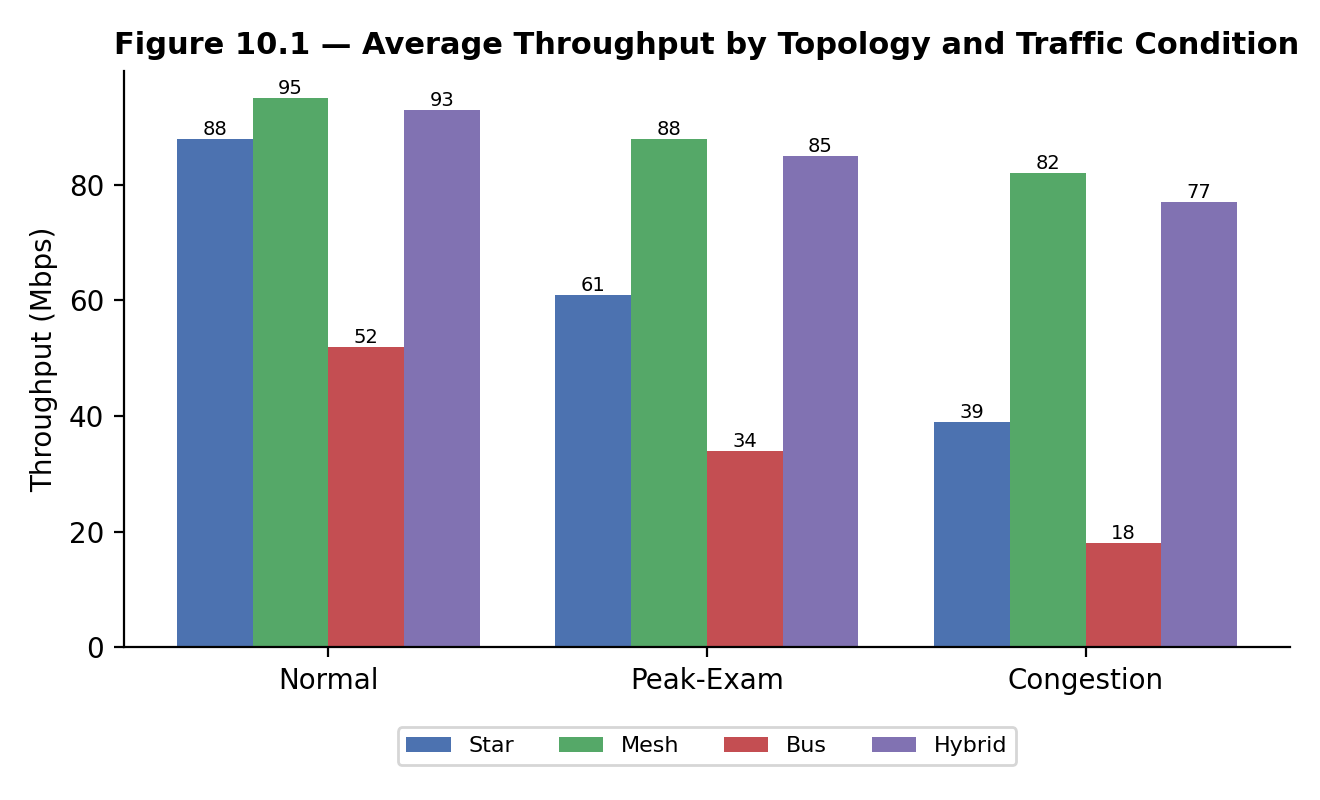 Figure 10.1 — Average Throughput by Topology and Traffic Condition
Throughput (Mbps)
80
60
40
20
0
88
95
52
93
61
88
34
85
39
82
18
77
Normal
Peak-Exam
Congestion
Star
Mesh
Bus
Hybrid